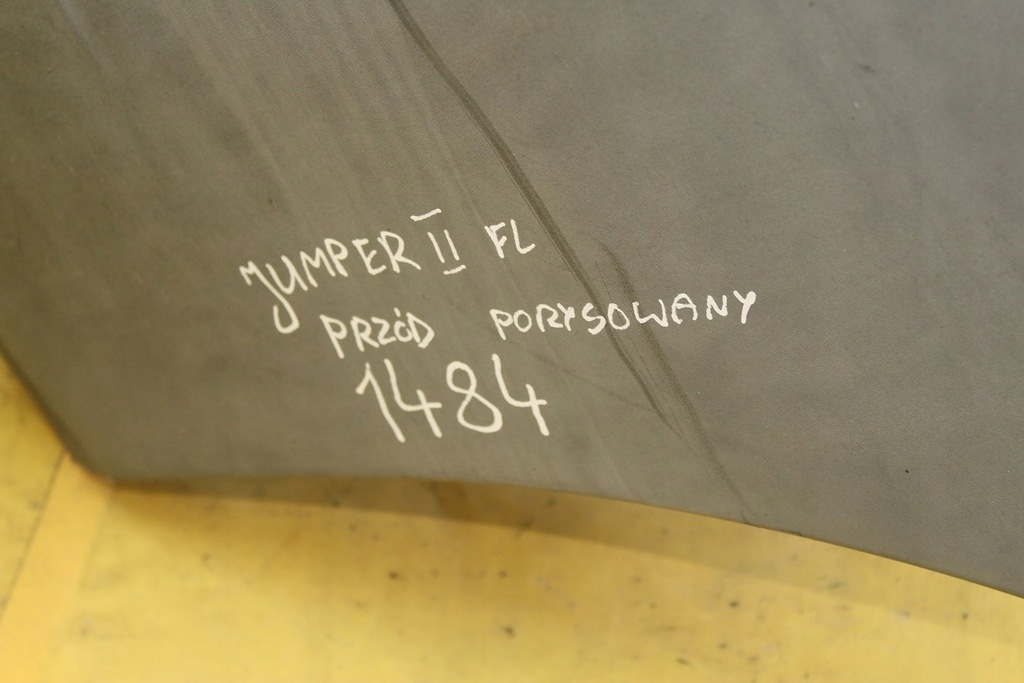 JUMPER II FL
PRZÓD PORYSOWANY
1484